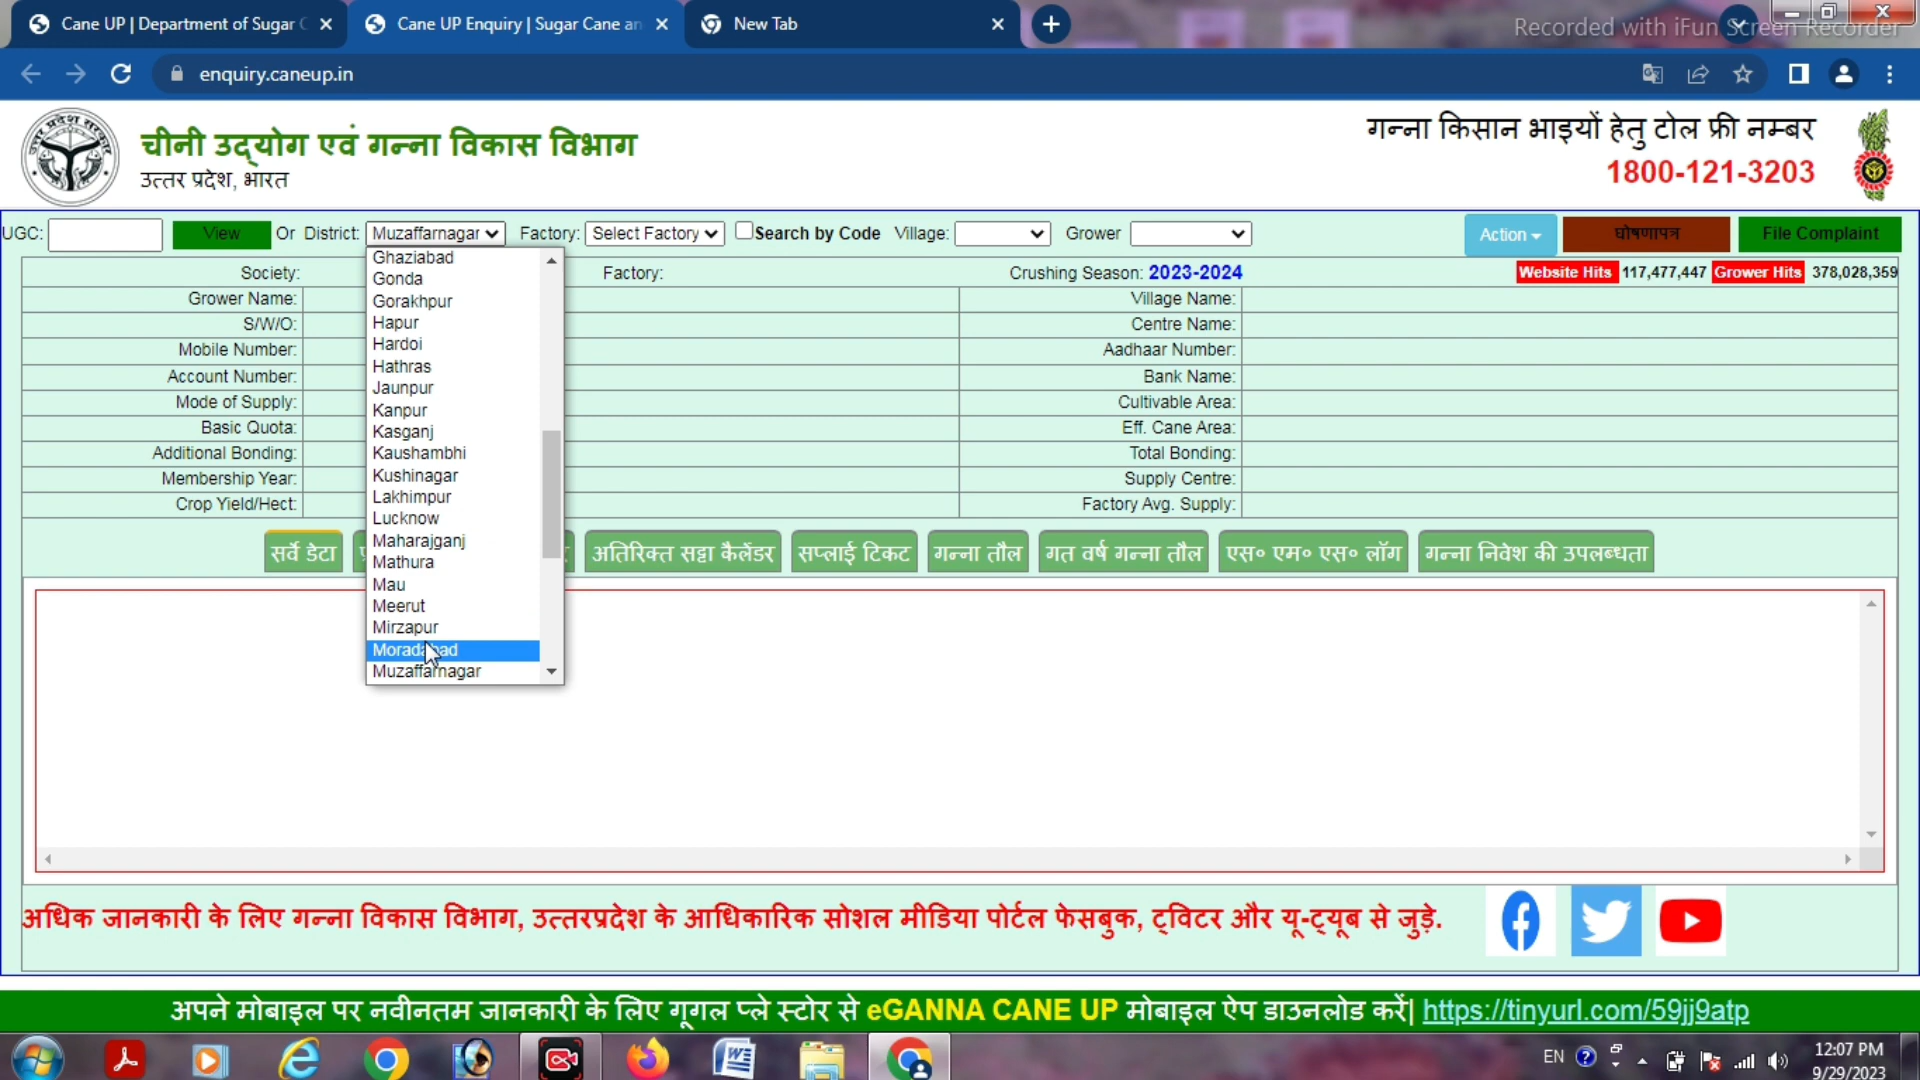 Cane UP | Department of Sugar C
Cane UP Enquiry | Sugar Cane an
New Tab
Recorded with iFun Screen Recorder
enquiry.caneup.in
चीनी उद्योग एवं गन्ना विकास विभाग
उत्तर प्रदेश, भारत
गन्ना किसान भाइयों हेतु टोल फ्री नम्बर
1800-121-3203
UGC: View Or District: Muzaffarnagar Factory: Select Factory Search by Code Village: Grower Action घोषणापत्र File Complaint
Society: Factory: Crushing Season: 2023-2024 Website Hits 117,477,447 Grower Hits 378,028,359
Grower Name: Village Name:
S/W/O: Centre Name:
Mobile Number: Aadhaar Number:
Account Number: Bank Name:
Mode of Supply: Cultivable Area:
Basic Quota: Eff. Cane Area:
Additional Bonding: Total Bonding:
Membership Year: Supply Centre:
Crop Yield/Hect: Factory Avg. Supply:
Ghaziabad
Gonda
Gorakhpur
Hapur
Hardoi
Hathras
Jaunpur
Kanpur
Kasganj
Kaushambhi
Kushinagar
Lakhimpur
Lucknow
Maharajganj
Mathura
Mau
Meerut
Mirzapur
Moradabad
Muzaffarnagar
सर्वे डेटा अतिरिक्त सट्टा कैलेंडर सप्लाई टिकट गन्ना तौल गत वर्ष गन्ना तौल एस० एम० एस० लॉग गन्ना निवेश की उपलब्धता
अधिक जानकारी के लिए गन्ना विकास विभाग, उत्तरप्रदेश के आधिकारिक सोशल मीडिया पोर्टल फेसबुक, ट्विटर और यू-ट्यूब से जुड़े.
अपने मोबाइल पर नवीनतम जानकारी के लिए गूगल प्ले स्टोर से eGANNA CANE UP मोबाइल ऐप डाउनलोड करें| https://tinyurl.com/59jj9atp
EN
12:07 PM
9/29/2023